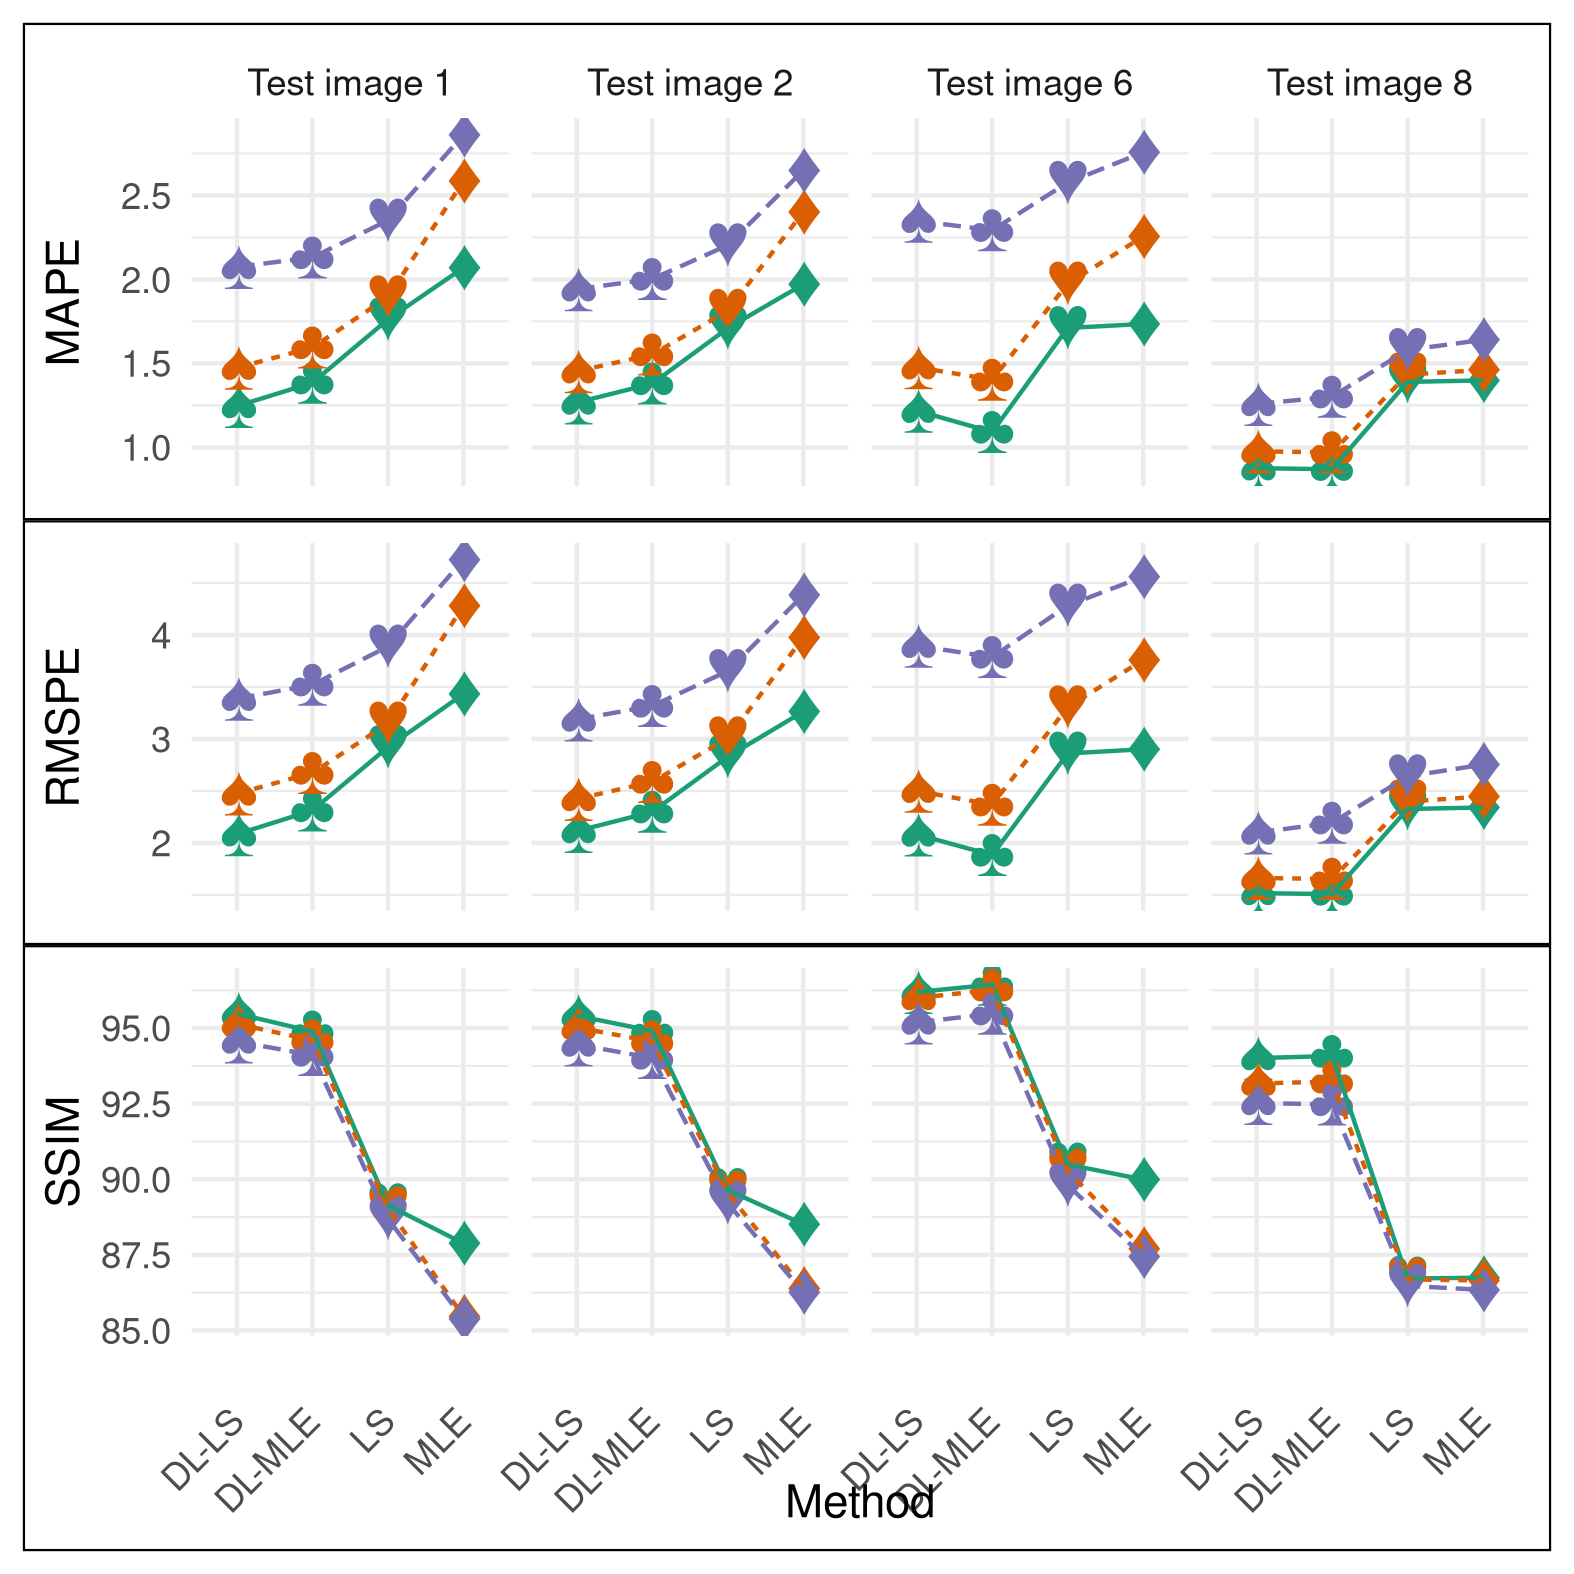 Test image 1 Test image 2 Test image 6 Test image 8
MAPE
2.5
2.0
1.5
1.0
RMSPE
4
3
2
SSIM
95.0
92.5
90.0
87.5
85.0
DL-LS DL-MLE LS MLE DL-LS DL-MLE LS MLE DL-LS DL-MLE LS MLE DL-LS DL-MLE LS MLE
Method